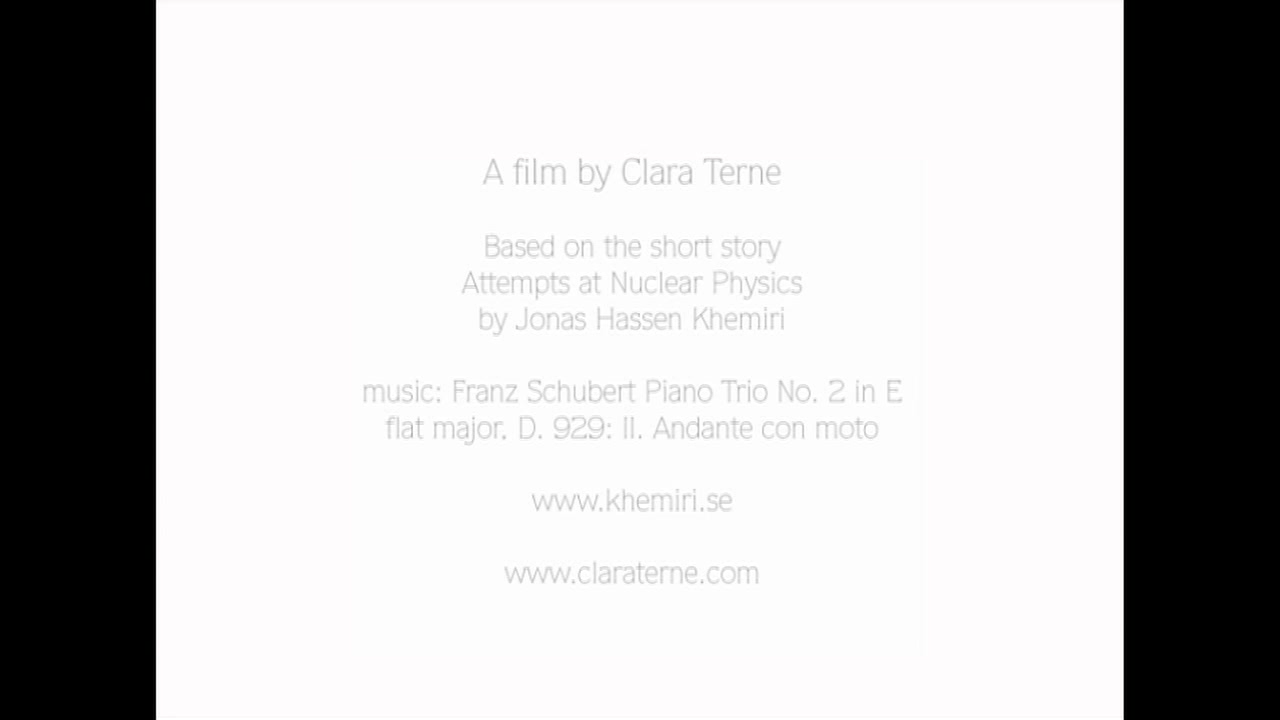 A film by Clara Terne
Based on the short story
Attempts at Nuclear Physics
by Jonas Hassen Khemiri
music: Franz Schubert Piano Trio No. 2 in E
flat major. D. 929: II. Andante con moto
www.khemiri.se
www.claraterne.com